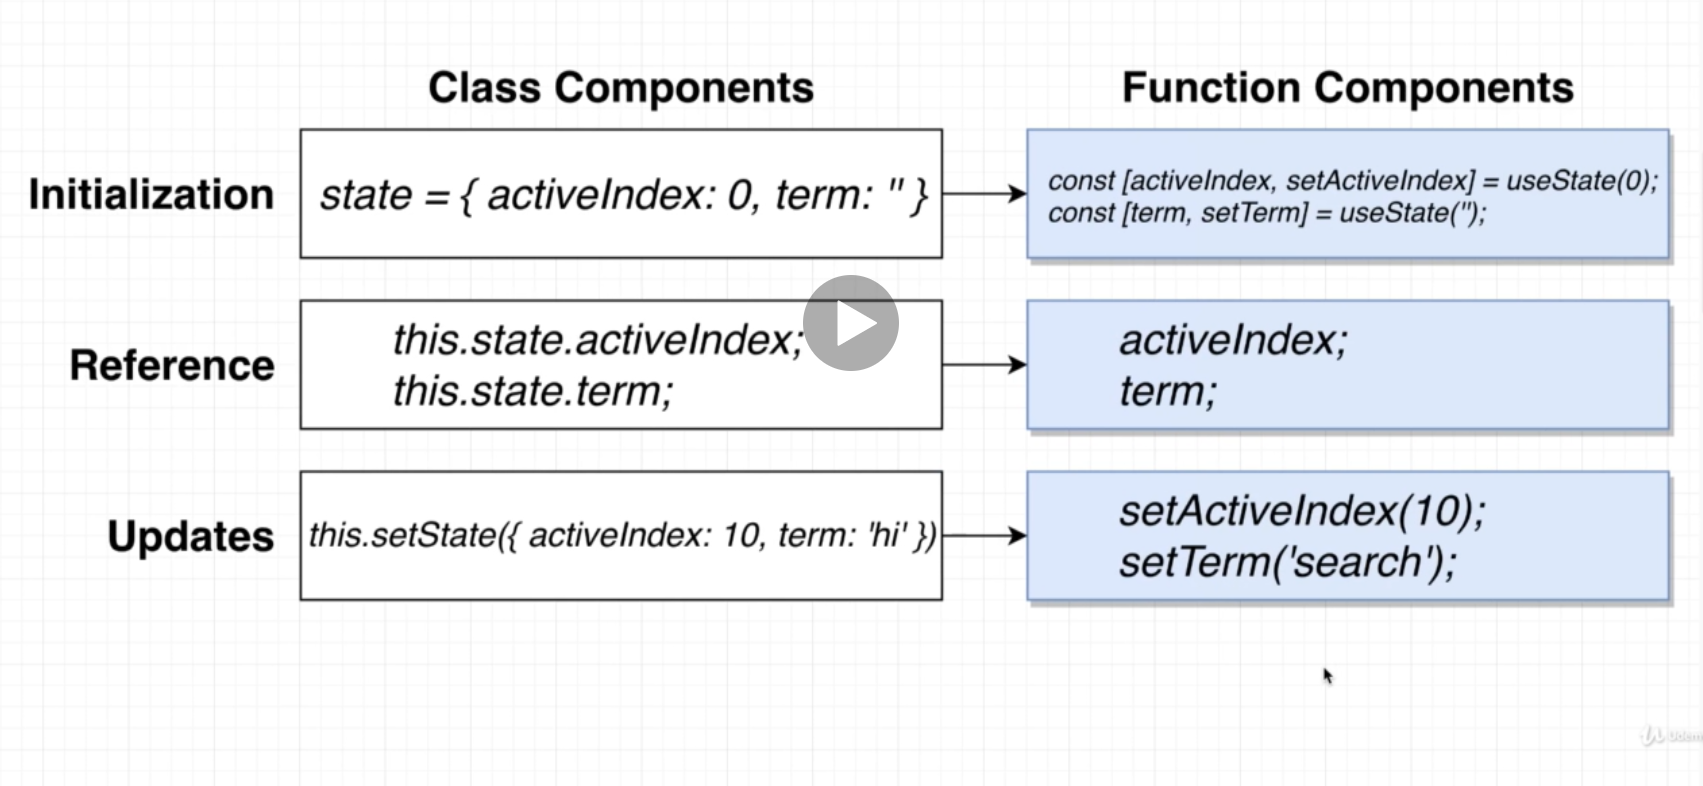 Class Components
Function Components
Initialization
state = { activeIndex: 0, term: '' }
const [activeIndex, setActiveIndex] = useState(0);
const [term, setTerm] = useState('');
Reference
this.state.activeIndex;
this.state.term;
activeIndex;
term;
Updates
this.setState({ activeIndex: 10, term: 'hi' })
setActiveIndex(10);
setTerm('search');